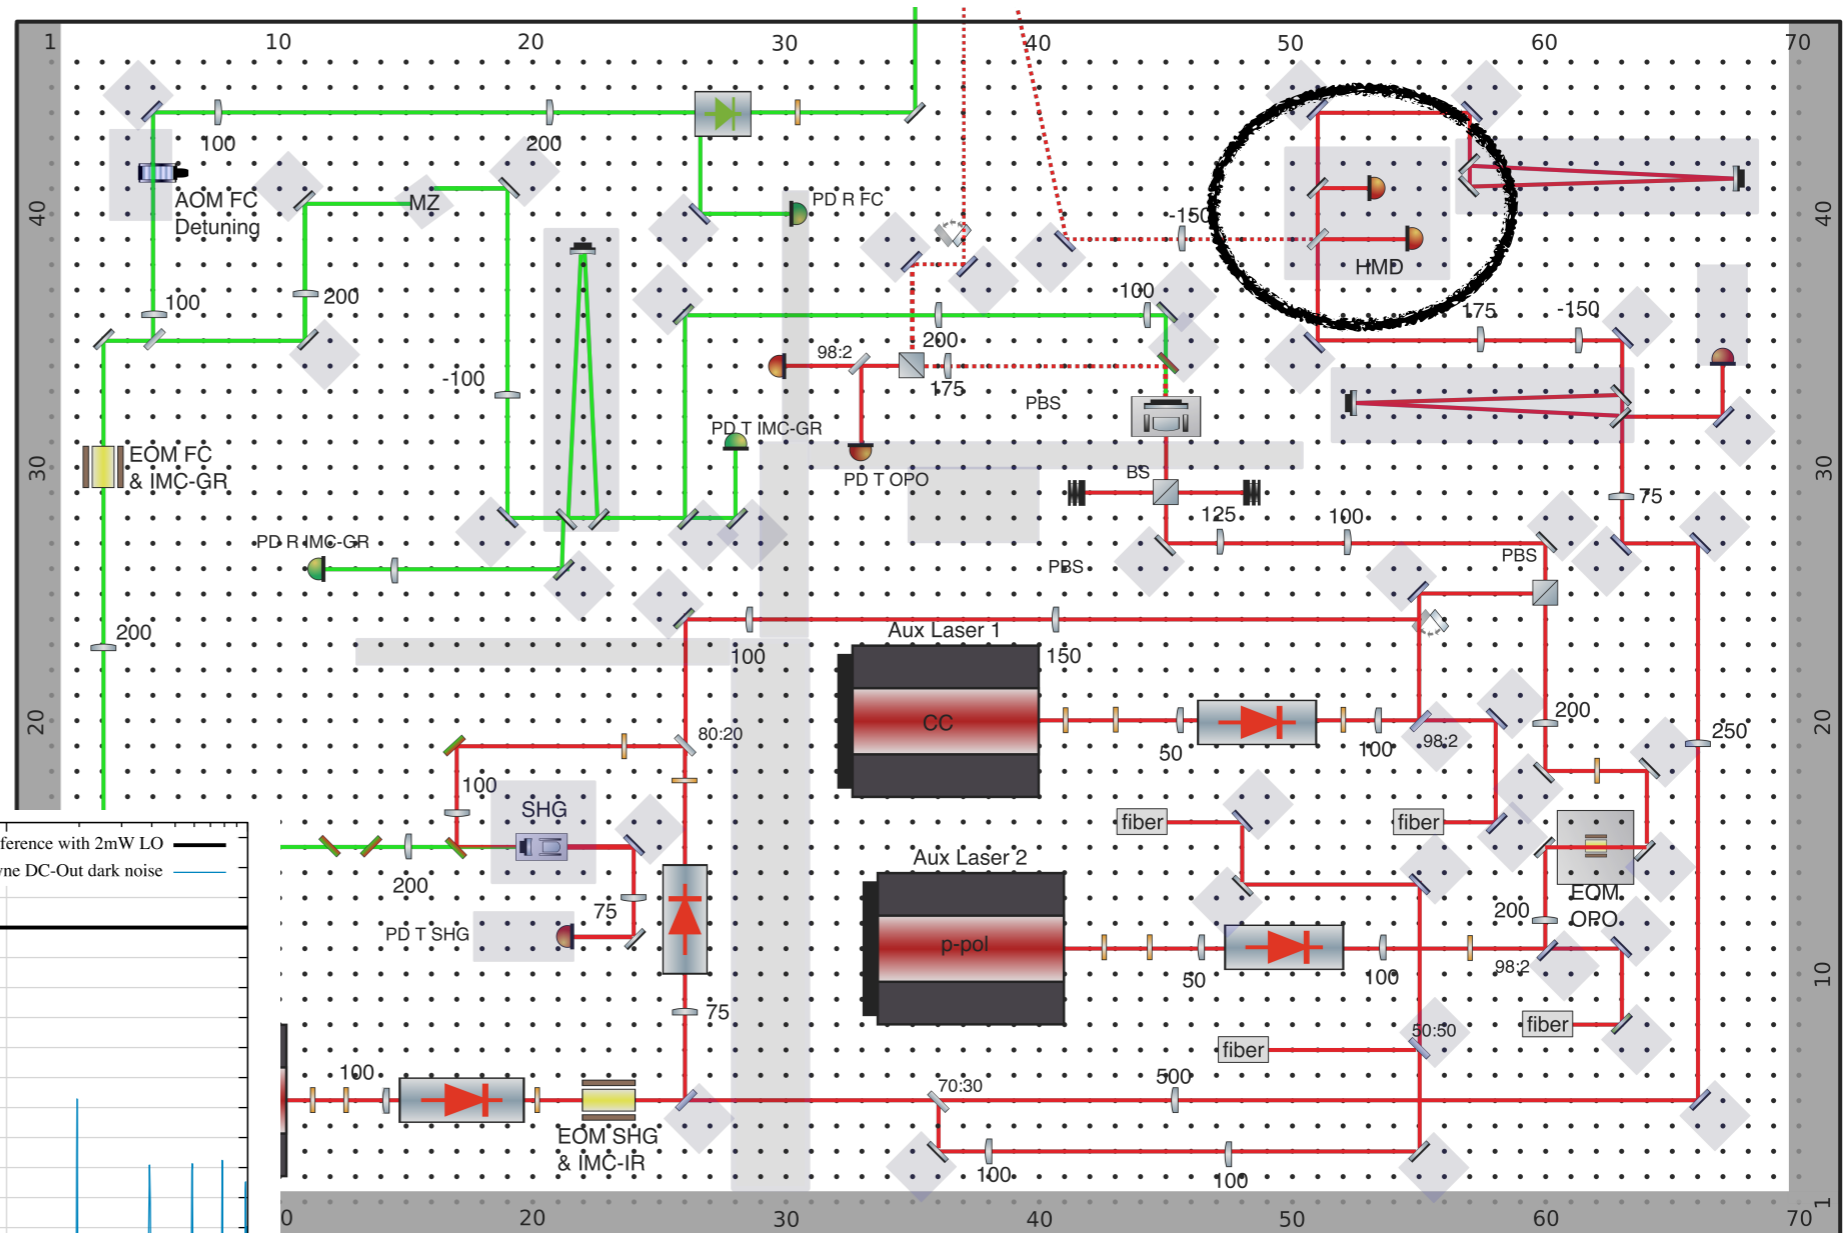 1 10 20 30 40 50 60 70
100
200
AOM FC
Detuning
MZ
PD R FC
-150
HMD
40
40
100
200
100
175
-150
200
98:2
175
-100
PBS
PD T IMC-GR
EOM FC
& IMC-GR
30
30
PD T OPO
BS
75
125
100
PD R IMC-GR
PBS
PBS
200
Aux Laser 1
100
150
20
CC
20
80:20
50
100
98:2
200
250
100
SHG
fiber
fiber
ference with 2mW LO
yne DC-Out dark noise
Aux Laser 2
200
75
EOM
OPO
200
PD T SHG
p-pol
50
100
98:2
10
75
fiber
50:50
fiber
100
70:30
500
EOM SHG
& IMC-IR
100
100
1
0 20 30 40 50 60 70